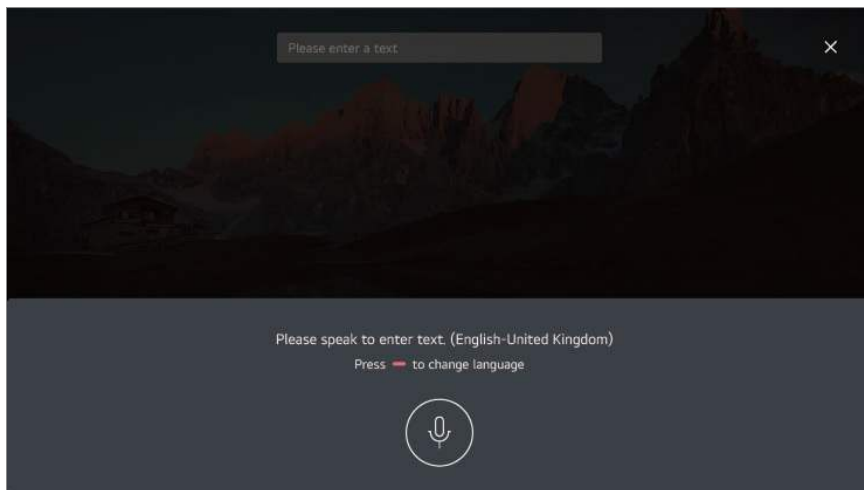 Please enter a text
Please speak to enter text. (English-United Kingdom)
Press to change language